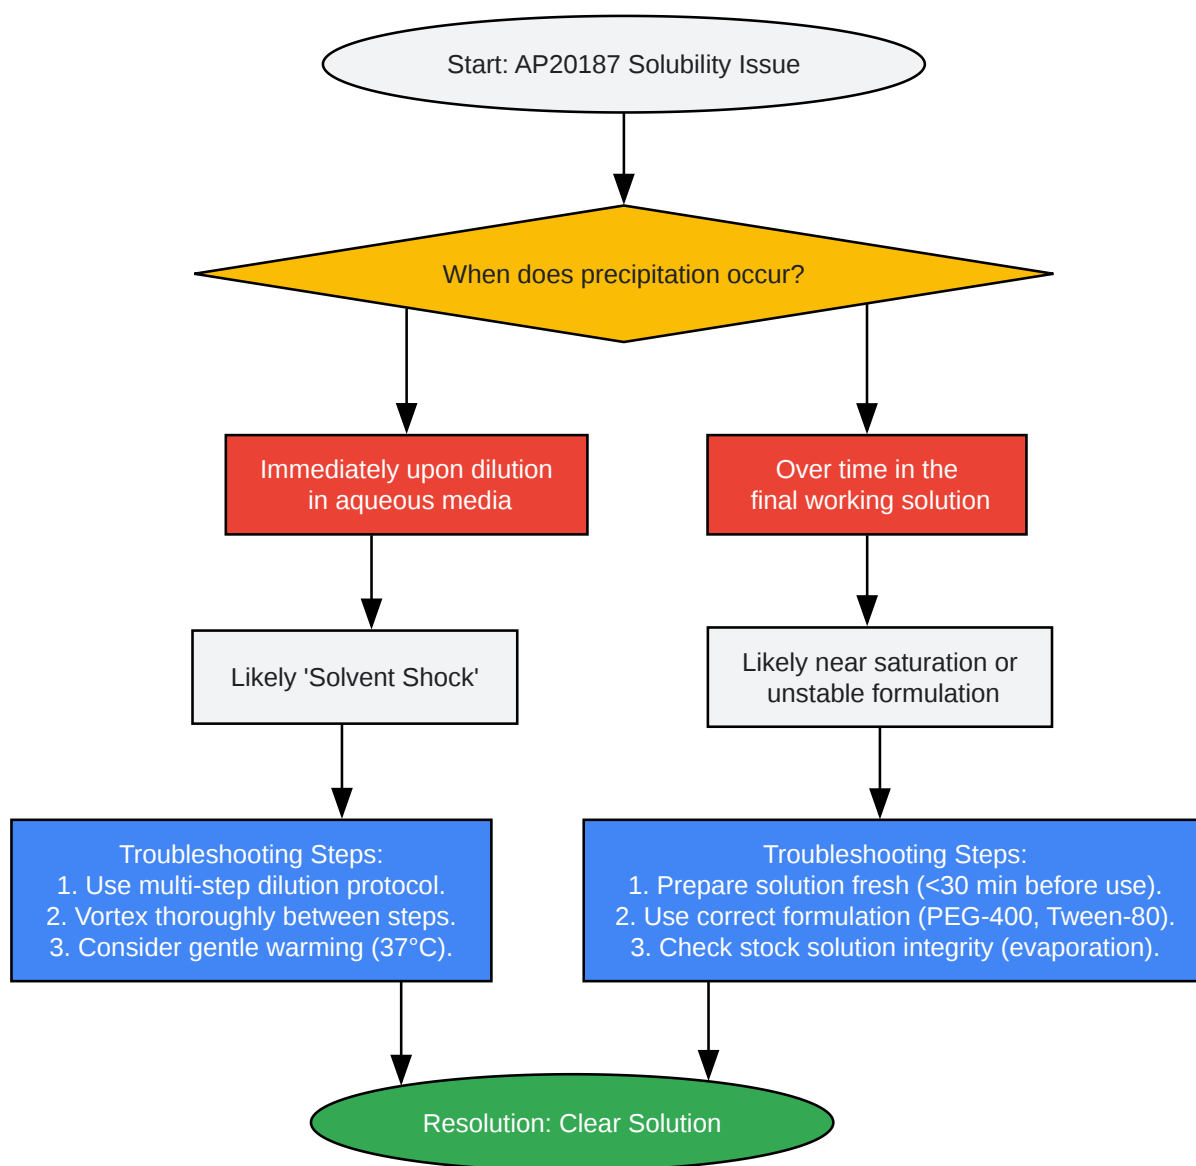 Start: AP20187 Solubility Issue
When does precipitation occur?
Immediately upon dilution
in aqueous media
Over time in the
final working solution
Likely 'Solvent Shock'
Likely near saturation or
unstable formulation
Troubleshooting Steps:
1. Use multi-step dilution protocol.
2. Vortex thoroughly between steps.
3. Consider gentle warming (37°C).
Troubleshooting Steps:
1. Prepare solution fresh (<30 min before use).
2. Use correct formulation (PEG-400, Tween-80).
3. Check stock solution integrity (evaporation).
Resolution: Clear Solution